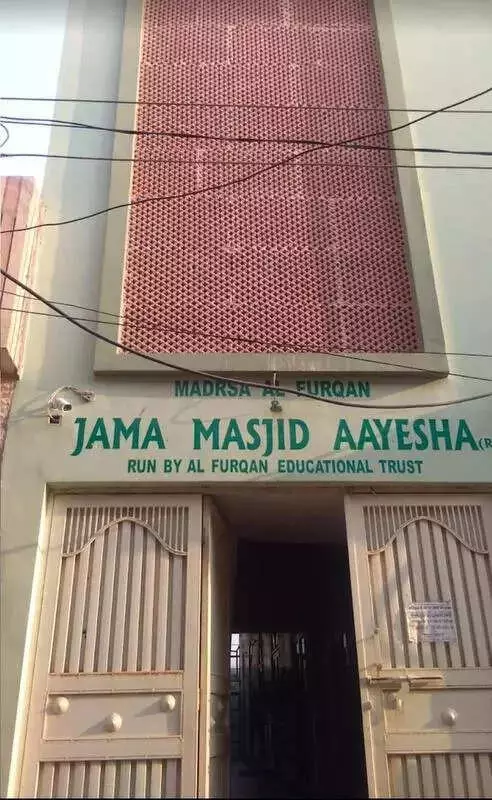 MADRSA AL FURQAN
&
JAMA MASJID AAYESHA (R
RUN BY AL FURQAN EDUCATIONAL TRUST